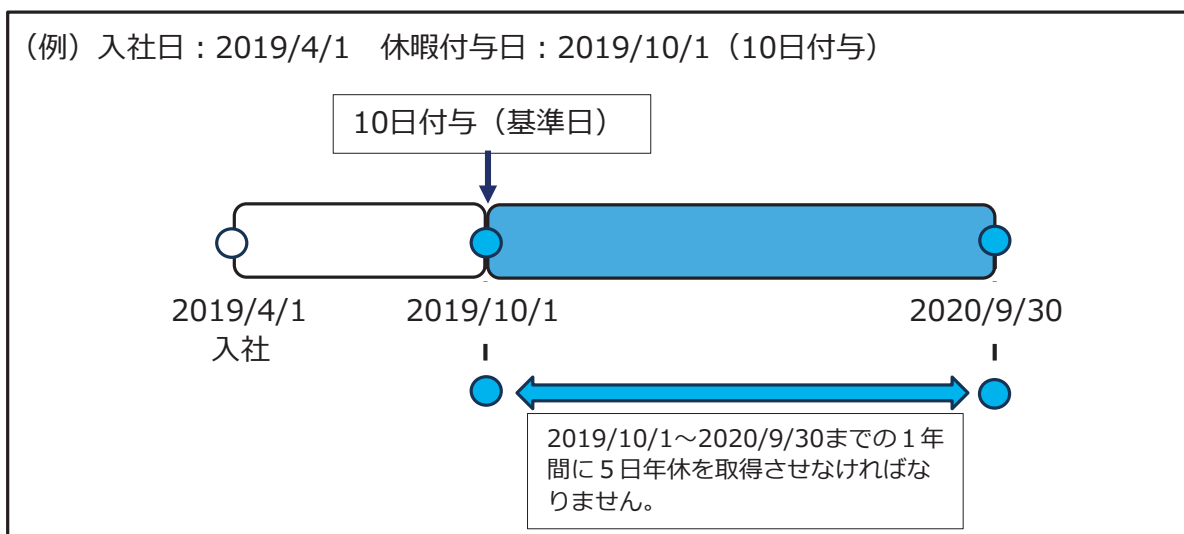 （例）入社日：2019/4/1　休暇付与日：2019/10/1（10日付与）
10日付与（基準日）
2019/4/1
入社
2019/10/1
2020/9/30
2019/10/1～2020/9/30までの１年
間に５日年休を取得させなければな
りません。